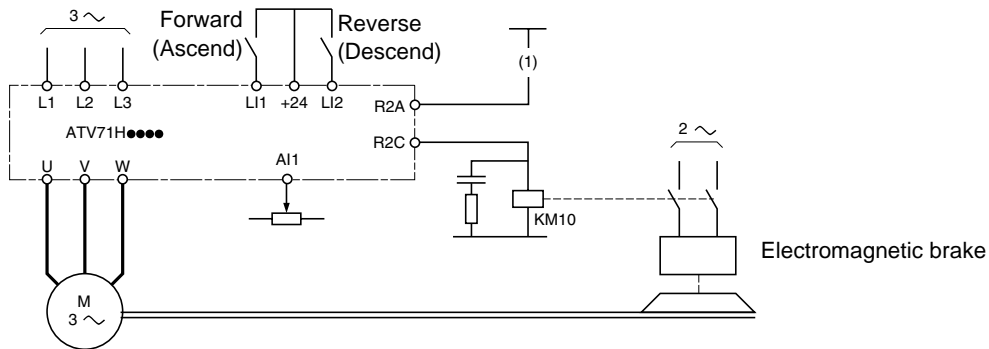 3 ∼
Forward
(Ascend)
Reverse
(Descend)
(1)
L1 L2 L3 LI1 +24 LI2
R2A
ATV71H●●●●
R2C
2 ∼
U V W
AI1
KM10
Electromagnetic brake
M
3 ∼